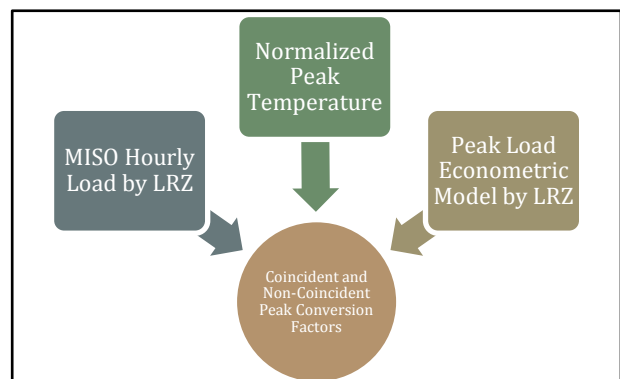 Normalized
Peak
Temperature
MISO Hourly
Load by LRZ
Peak Load
Econometric
Model by LRZ
Coincident and
Non-Coincident
Peak Conversion
Factors